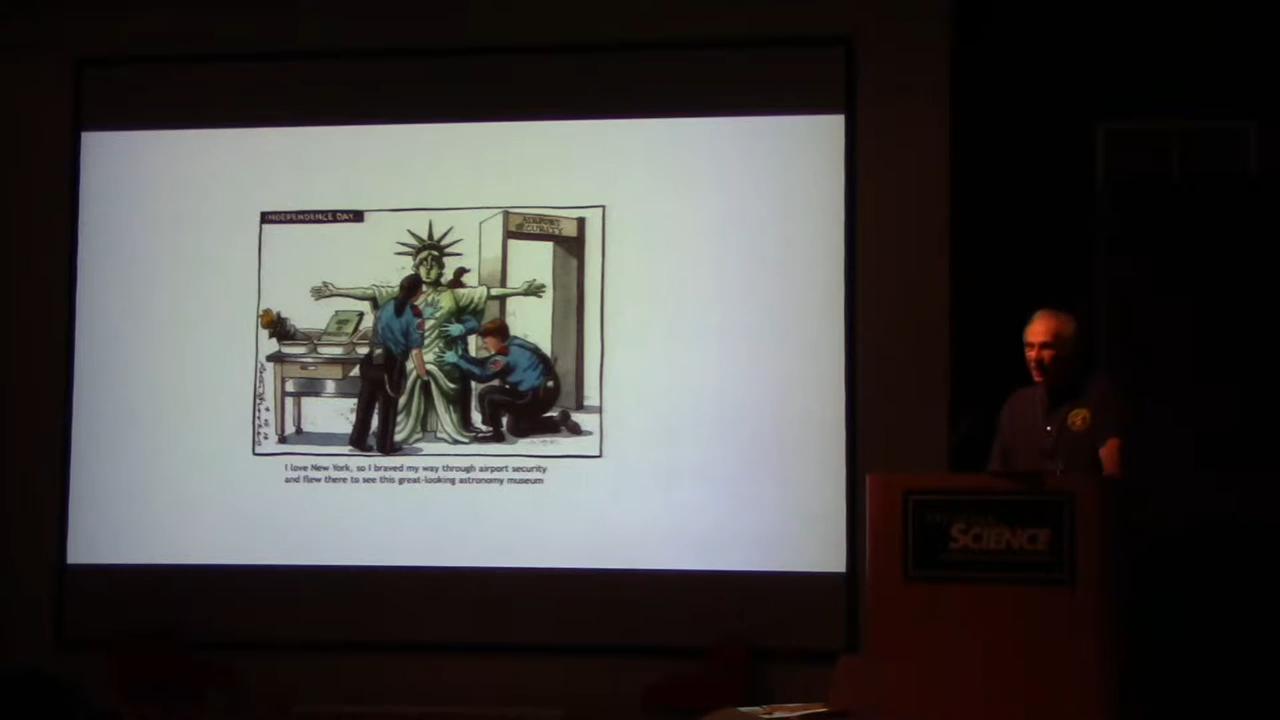 INDEPENDENCE DAY
AIRPORT
SECURITY
I love New York, so I braved my way through airport security
and flew there to see this great-looking astronomy museum
SCIENCE